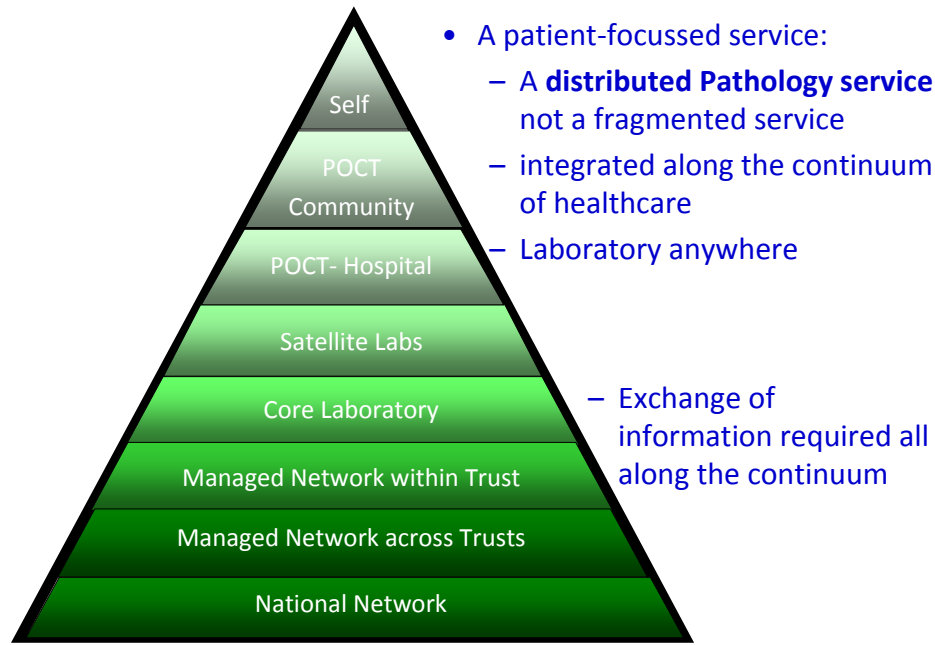 Self
POCT
Community
POCT- Hospital
Satellite Labs
Core Laboratory
Managed Network within Trust
Managed Network across Trusts
National Network
• A patient-focussed service:
– A distributed Pathology service
not a fragmented service
– integrated along the continuum
of healthcare
– Laboratory anywhere
– Exchange of
information required all
along the continuum